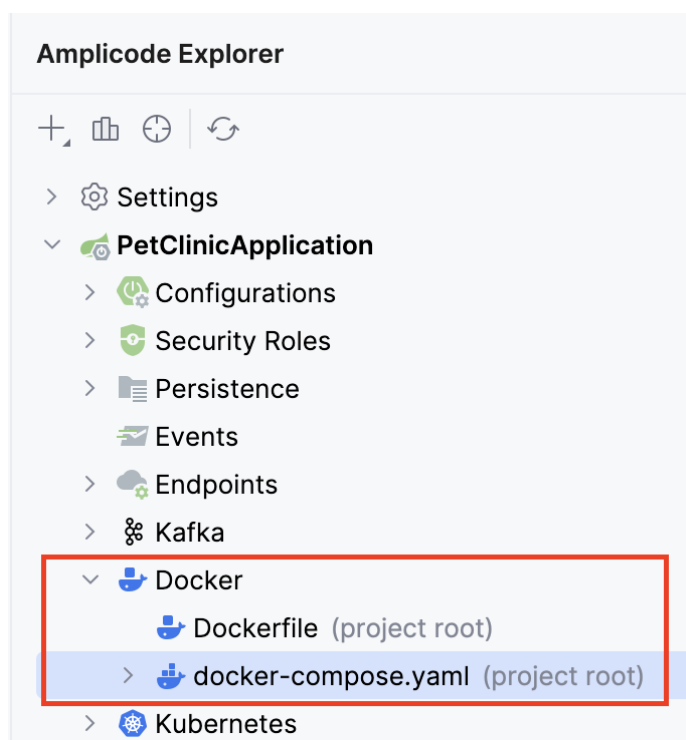 Amplicode Explorer
Settings
PetClinicApplication
Configurations
Security Roles
Persistence
Events
Endpoints
Kafka
Docker
Dockerfile (project root)
docker-compose.yaml (project root)
Kubernetes